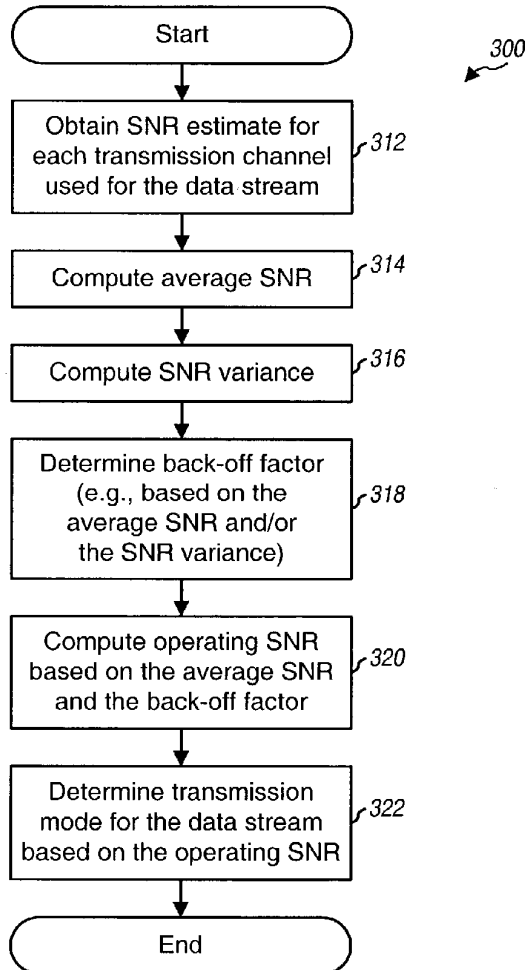 Start
300
Obtain SNR estimate for
each transmission channel
used for the data stream
312
Compute average SNR
314
Compute SNR variance
316
Determine back-off factor
(e.g., based on the
average SNR and/or
the SNR variance)
318
Compute operating SNR
based on the average SNR
and the back-off factor
320
Determine transmission
mode for the data stream
based on the operating SNR
322
End